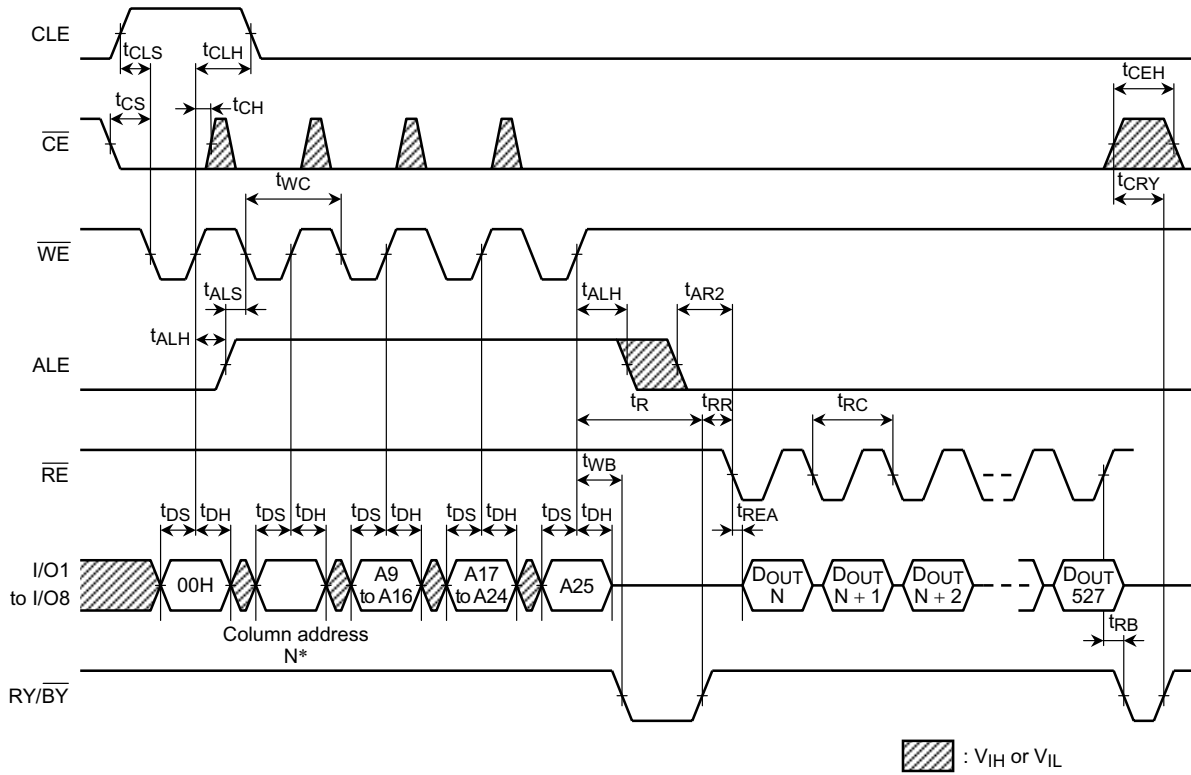 CLE
tCLS
tCLH
tCEH
tCS
tCH
CE
tWC
tCRY
WE
tALS
tALH
tAR2
tALH
ALE
tR
tRR
tRC
RE
tWB
tREA
tDS tDH tDS tDH tDS tDH tDS tDH tDS tDH
I/O1
to I/O8
00H
A9
to A16
A17
to A24
A25
DOUT
N
DOUT
N + 1
DOUT
N + 2
DOUT
527
Column address
N*
tRB
RY/BY
: VIH or VIL